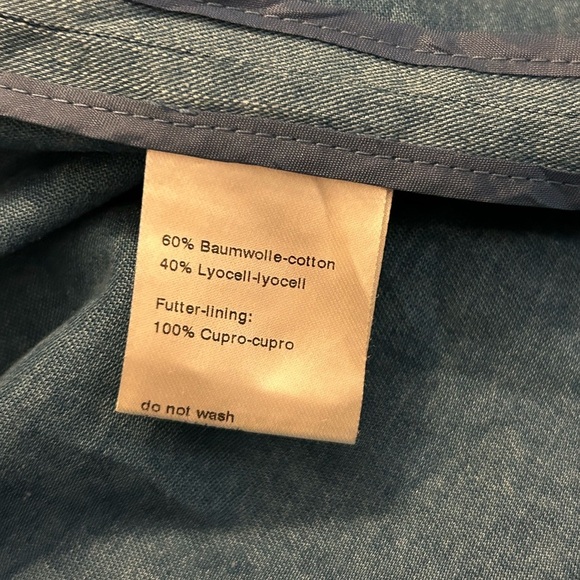 60% Baumwolle-cotton
40% Lyocell-lyocell
Futter-lining:
100% Cupro-cupro
do not wash